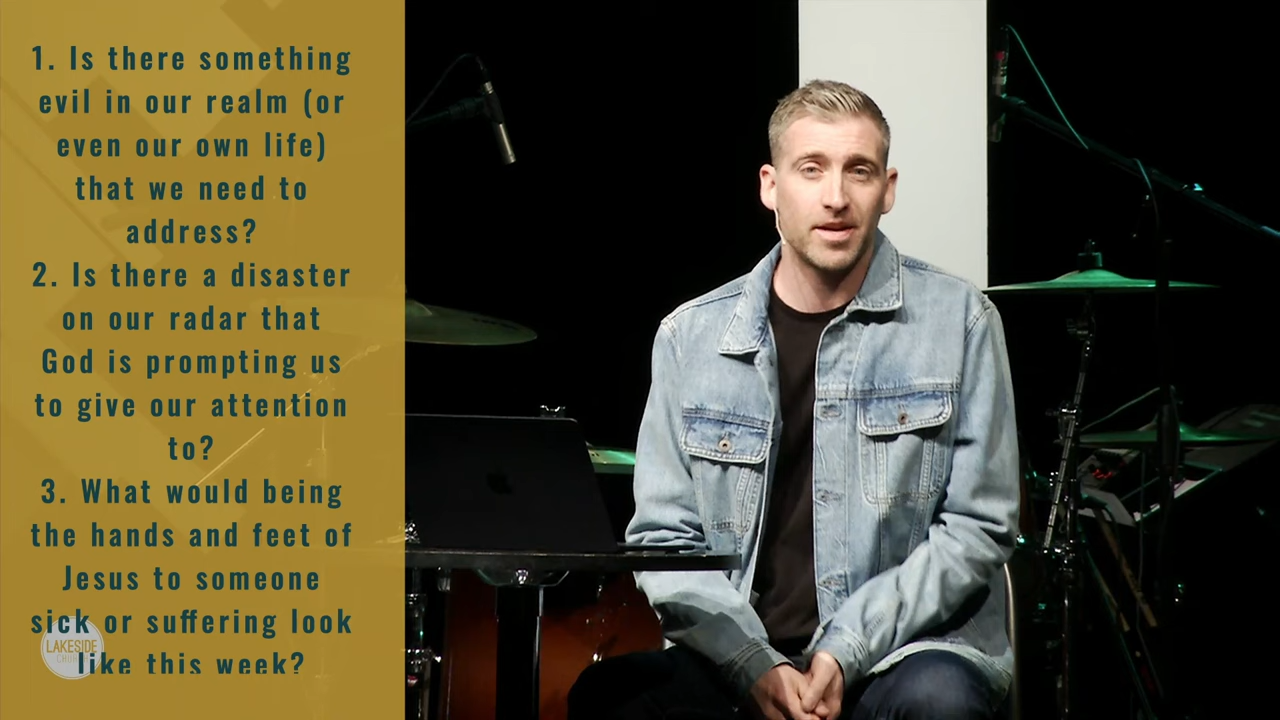 1. Is there something
evil in our realm (or
even our own life)
that we need to
address?
2. Is there a disaster
on our radar that
God is prompting us
to give our attention
to?
3. What would being
the hands and feet of
Jesus to someone
sick or suffering look
like this week?
LAKESIDE